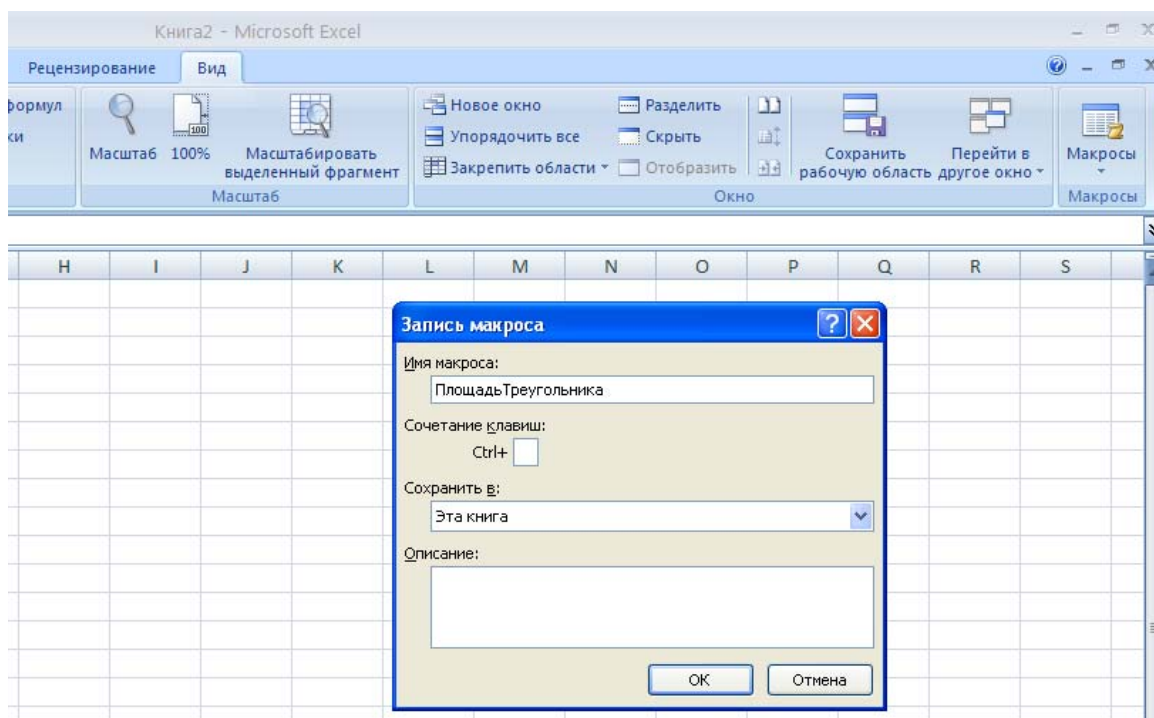 Книга2 - Microsoft Excel
Рецензирование Вид
формул
ки
Масштаб 100% Масштабировать выделенный фрагмент
Масштаб
Новое окно
Упорядочить все
Закрепить области
Разделить
Скрыть
Отобразить
Сохранить рабочую область
Перейти в другое окно
Окно
Макросы
Макросы
H I J K L M N O P Q R S
Запись макроса
Имя макроса:
ПлощадьТреугольника
Сочетание клавиш:
Ctrl+
Сохранить в:
Эта книга
Описание:
OK Отмена